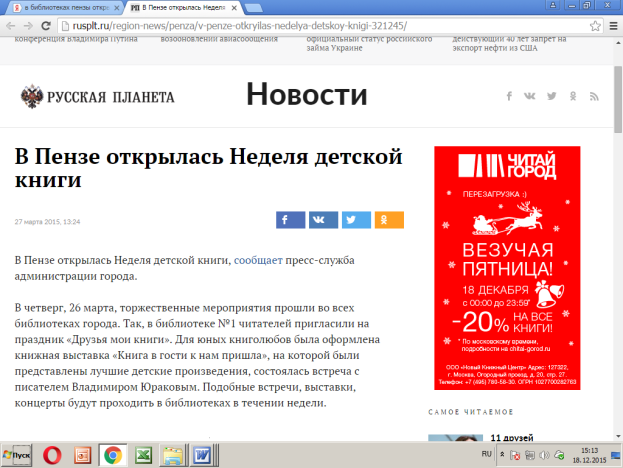 в библиотеках пензы откры
В Пензе открылась Неделя
rusplt.ru/region-news/penza/v-penze-otkryilas-nedelya-detskoy-knigi-321245/
конференция Владимира Путина
возобновлении авиасообщения
официальный статус российского
займа Украине
действующий 40 лет запрет на
экспорт нефти из США
РУССКАЯ ПЛАНЕТА
Новости
В Пензе открылась Неделя детской
книги
27 марта 2015, 13:24
В Пензе открылась Неделя детской книги, сообщает пресс-служба
администрации города.
В четверг, 26 марта, торжественные мероприятия прошли во всех
библиотеках города. Так, в библиотеке №1 читателей пригласили на
праздник «Друзья мои книги». Для юных книголюбов была оформлена
книжная выставка «Книга в гости к нам пришла», на которой были
представлены лучшие детские произведения, состоялась встреча с
писателем Владимиром Юраковым. Подобные встречи, выставки,
концерты будут проходить в библиотеках в течении недели.
ЧИТАЙ
ГОРОД
ПЕРЕЗАГРУЗКА :)
ВЕЗУЧАЯ
ПЯТНИЦА!
18 ДЕКАБРЯ
с 00:00 до 23:59*
-20% НА ВСЕ
КНИГИ!
* По московскому времени,
подробности на chitai-gorod.ru
ООО «Новый Книжный Центр» Адрес: 127322,
г. Москва, Огородный проезд, д. 20, стр. 27.
Телефон: +7 (495) 789-58-30. ОГРН 1027700282763
САМОЕ ЧИТАЕМОЕ
11 друзей
Пуск
RU
15:13
18.12.2015